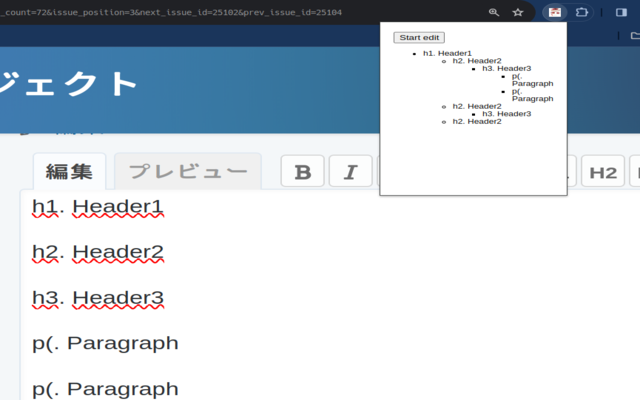 _count=72&issue_position=3&next_issue_id=25102&prev_issue_id=25104
Start edit
h1. Header1
h2. Header2
h3. Header3
p(.
Paragraph
p(.
Paragraph
h2. Header2
h3. Header3
h2. Header2
ジェクト
編集
プレビュー
B
I
H2
h1. Header1
h2. Header2
h3. Header3
p(. Paragraph
p(. Paragraph